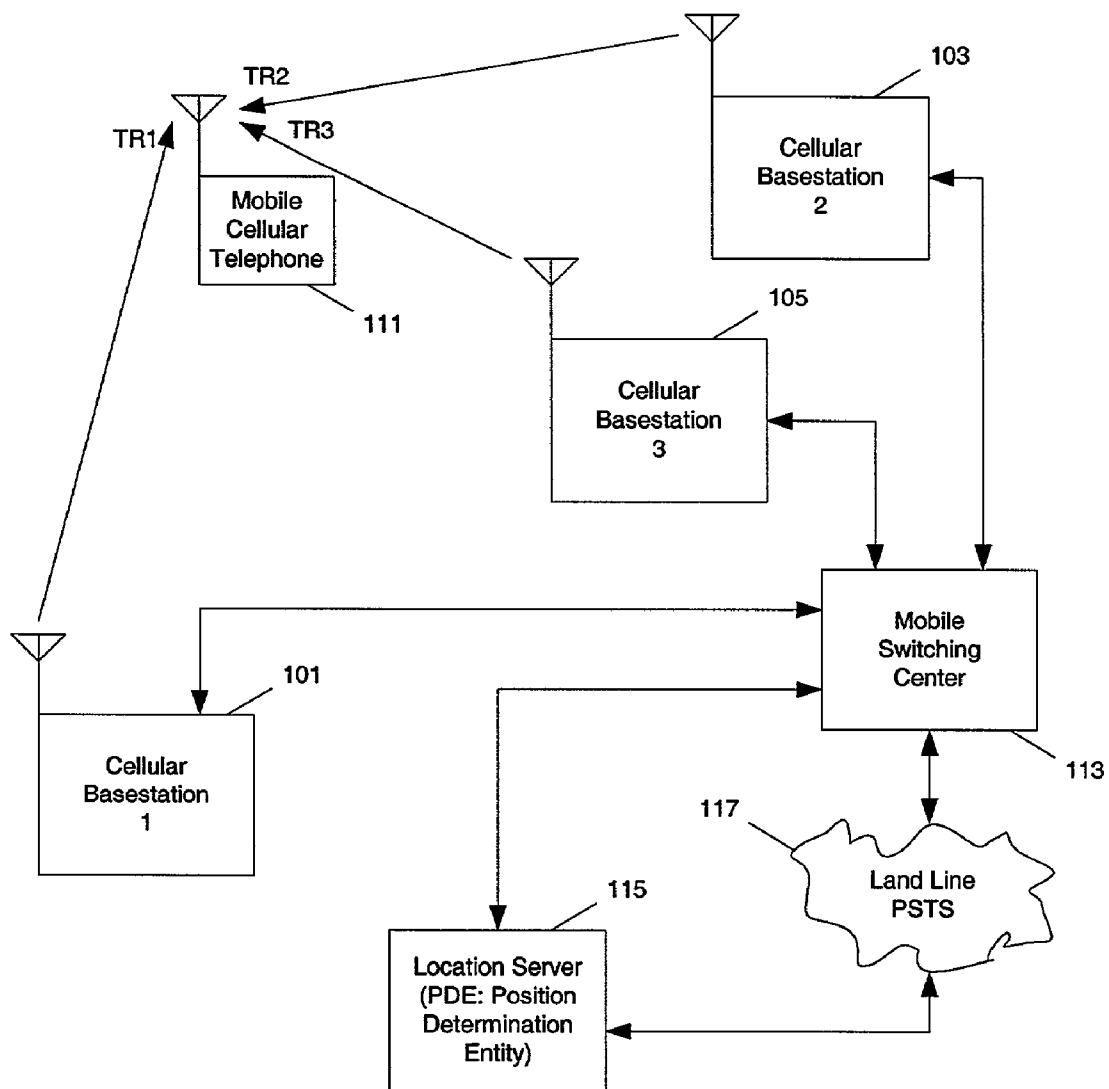 103
TR2
TR3
TR1
Cellular
Basestation
2
Mobile
Cellular
Telephone
111
105
Cellular
Basestation
3
Mobile
Switching
Center
101
113
Cellular
Basestation
1
117
Land Line
PSTS
115
Location Server
(PDE: Position
Determination
Entity)